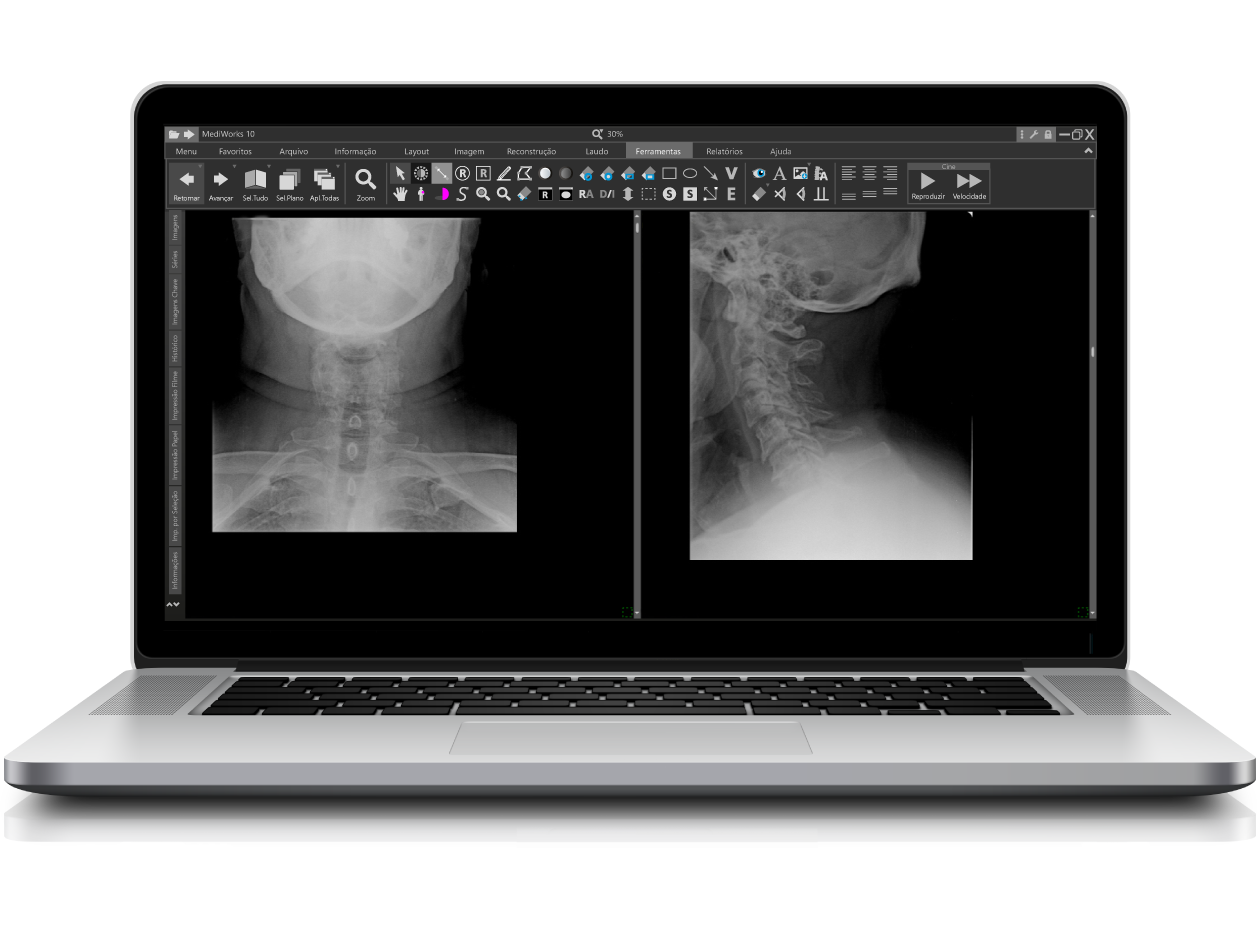 MediWorks 10
30%
Menu Favoritos Arquivo Informação Layout Imagem Reconstrução Laudo Ferramentas Relatórios Ajuda
Cine
R R V A
Retomar Avançar Sel.Tudo Sel.Plano Apl.Todas Zoom Reproduzir Velocidade
S R RA D/I S S E
Imagens
Séries
Imagens Chave
Histórico
Impressão Filme
Impressão Papel
Imp. por Seleção
Informações